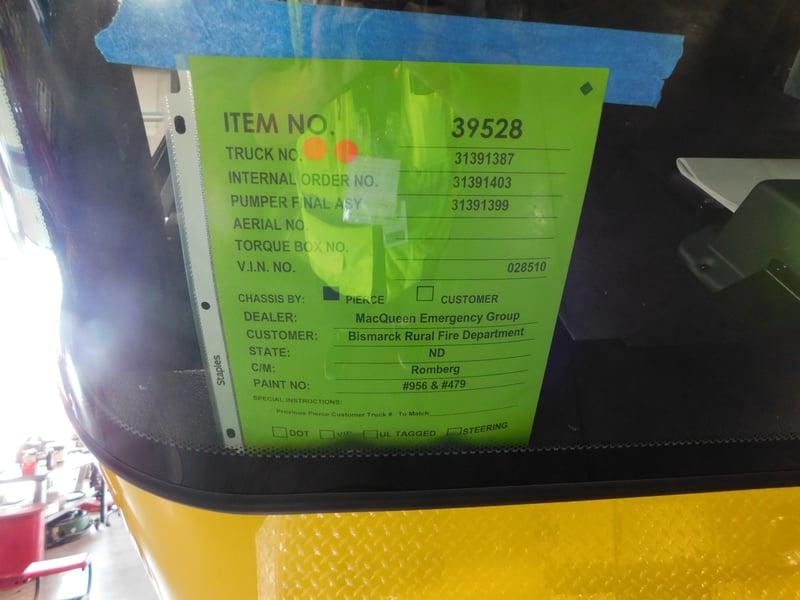 ITEM NO. 39528
TRUCK NO. 31391387
INTERNAL ORDER NO. 31391403
PUMPER FINAL ASY 31391399
AERIAL NO.
TORQUE BOX NO.
V.I.N. NO. 028510
CHASSIS BY: PIERCE CUSTOMER
DEALER: MacQueen Emergency Group
CUSTOMER: Bismarck Rural Fire Department
STATE: ND
C/M: Romberg
PAINT NO: #956 & #479
SPECIAL INSTRUCTIONS:
Previous Pierce Customer Truck # To Match
DOT VIP UL TAGGED STEERING
Staples